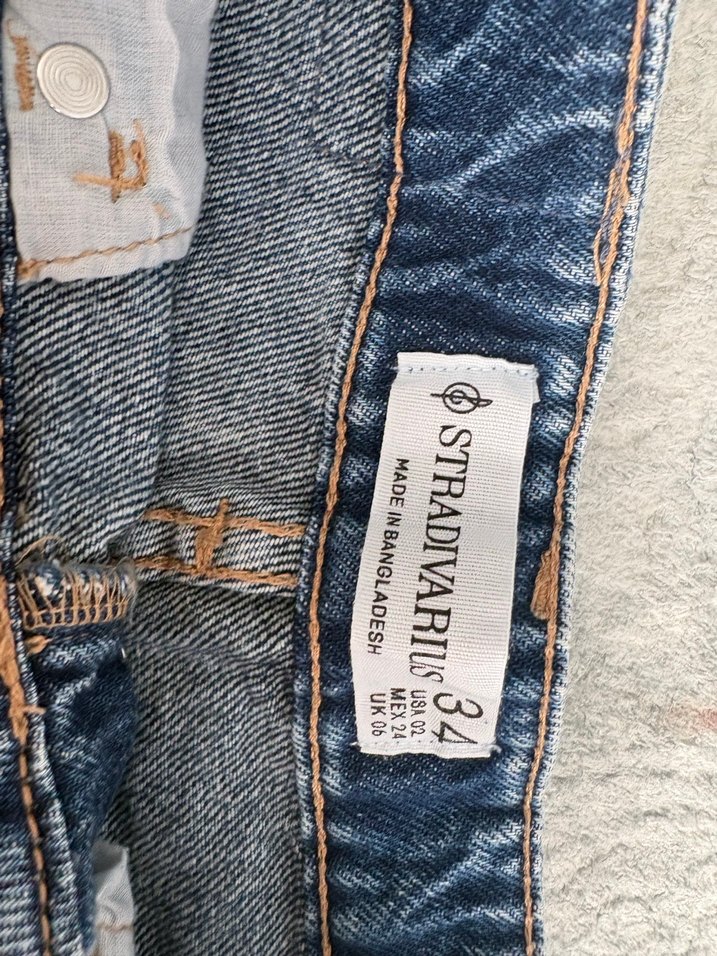 STRADIVARIUS
MADE IN BANGLADESH
34
USA 02
MEX 24
UK 06